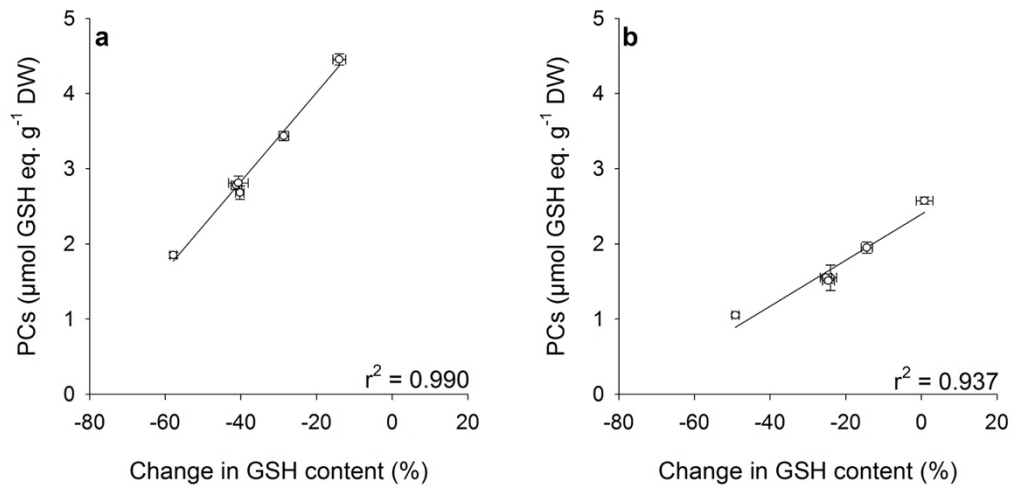 a
5
4
3
2
1
0
PCs (µmol GSH eq. g⁻¹ DW)
r² = 0.990
-80 -60 -40 -20 0 20
Change in GSH content (%)
b
5
4
3
2
1
0
PCs (µmol GSH eq. g⁻¹ DW)
r² = 0.937
-80 -60 -40 -20 0 20
Change in GSH content (%)